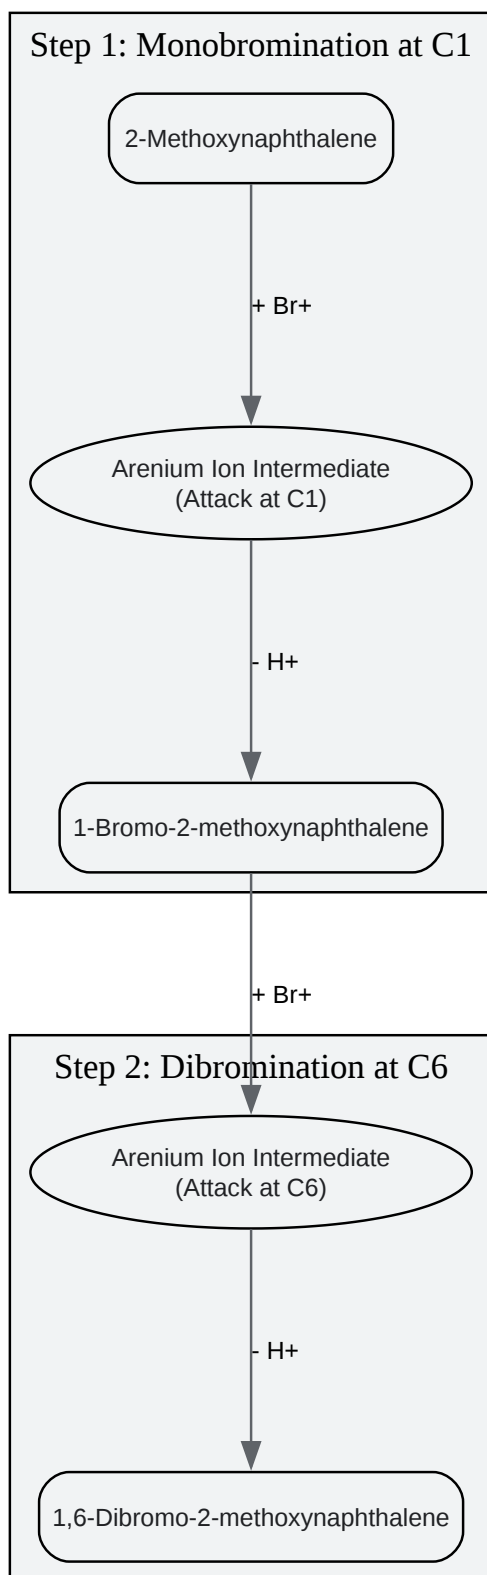 Step 1: Monobromination at C1
2-Methoxynaphthalene
+ Br+
Arenium Ion Intermediate
(Attack at C1)
- H+
1-Bromo-2-methoxynaphthalene
+ Br+
Step 2: Dibromination at C6
Arenium Ion Intermediate
(Attack at C6)
- H+
1,6-Dibromo-2-methoxynaphthalene